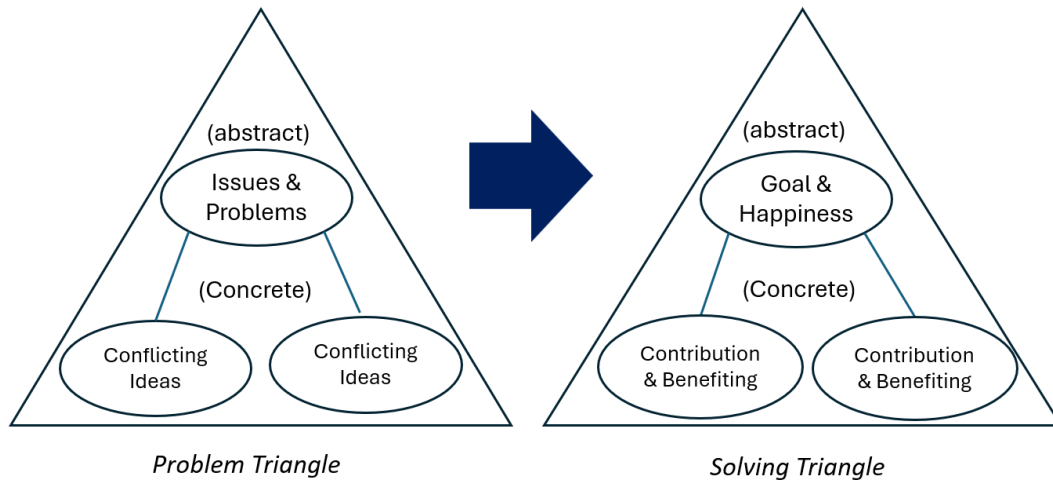 (abstract)
Issues &
Problems
(Concrete)
Conflicting
Ideas
Conflicting
Ideas
Problem Triangle
(abstract)
Goal &
Happiness
(Concrete)
Contribution
& Benefiting
Contribution
& Benefiting
Solving Triangle